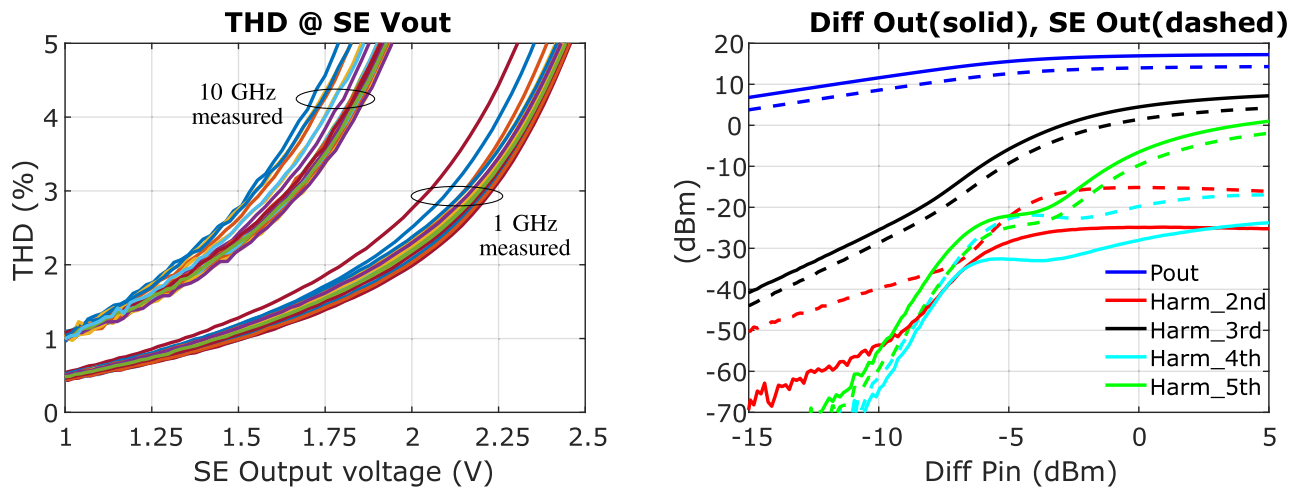 THD @ SE Vout
5
4
3
2
1
0
THD (%)
10 GHz
measured
1 GHz
measured
1
1.25
1.5
1.75
2
2.25
2.5
SE Output voltage (V)
Diff Out(solid), SE Out(dashed)
20
10
0
-10
-20
-30
-40
-50
-60
-70
(dBm)
Pout
Harm_2nd
Harm_3rd
Harm_4th
Harm_5th
-15
-10
-5
0
5
Diff Pin (dBm)